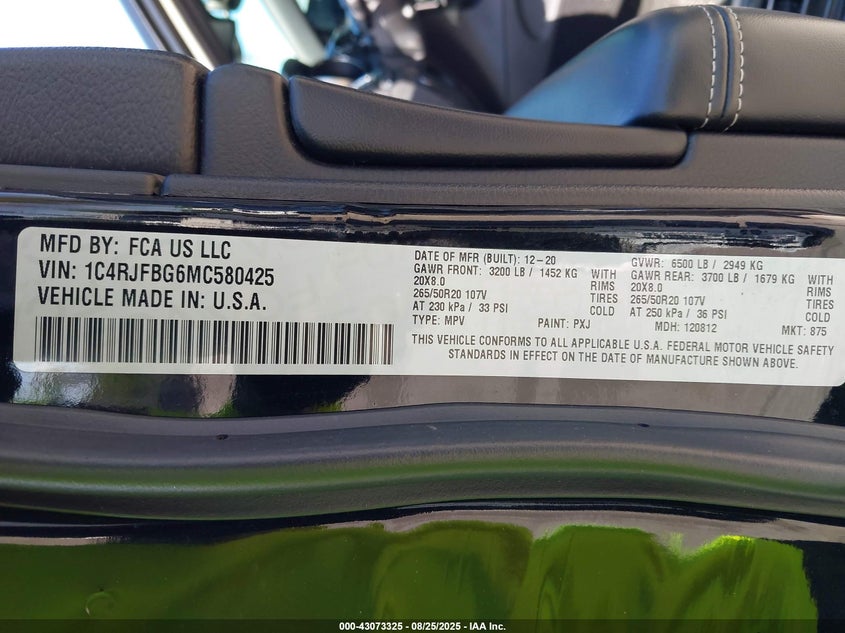 MFD BY: FCA US LLC
VIN: 1C4RJFBG6MC580425
VEHICLE MADE IN: U.S.A.
DATE OF MFR (BUILT): 12-20
GVWR: 6500 LB / 2949 KG
GAWR FRONT: 3200 LB / 1452 KG WITH
GAWR REAR: 3700 LB / 1679 KG WITH
20X8.0 RIMS
20X8.0 RIMS
265/50R20 107V TIRES
265/50R20 107V TIRES
AT 230 kPa / 33 PSI COLD
AT 250 kPa / 36 PSI COLD
TYPE: MPV PAINT: PXJ MDH: 120812 MKT: 875
THIS VEHICLE CONFORMS TO ALL APPLICABLE U.S.A. FEDERAL MOTOR VEHICLE SAFETY
STANDARDS IN EFFECT ON THE DATE OF MANUFACTURE SHOWN ABOVE.
000-43073325 - 08/25/2025 - IAA Inc.